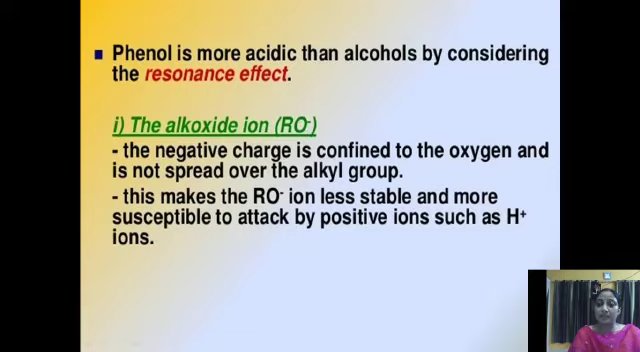 Phenol is more acidic than alcohols by considering
the resonance effect.
i) The alkoxide ion (RO⁻)
- the negative charge is confined to the oxygen and
is not spread over the alkyl group.
- this makes the RO⁻ ion less stable and more
susceptible to attack by positive ions such as H⁺
ions.